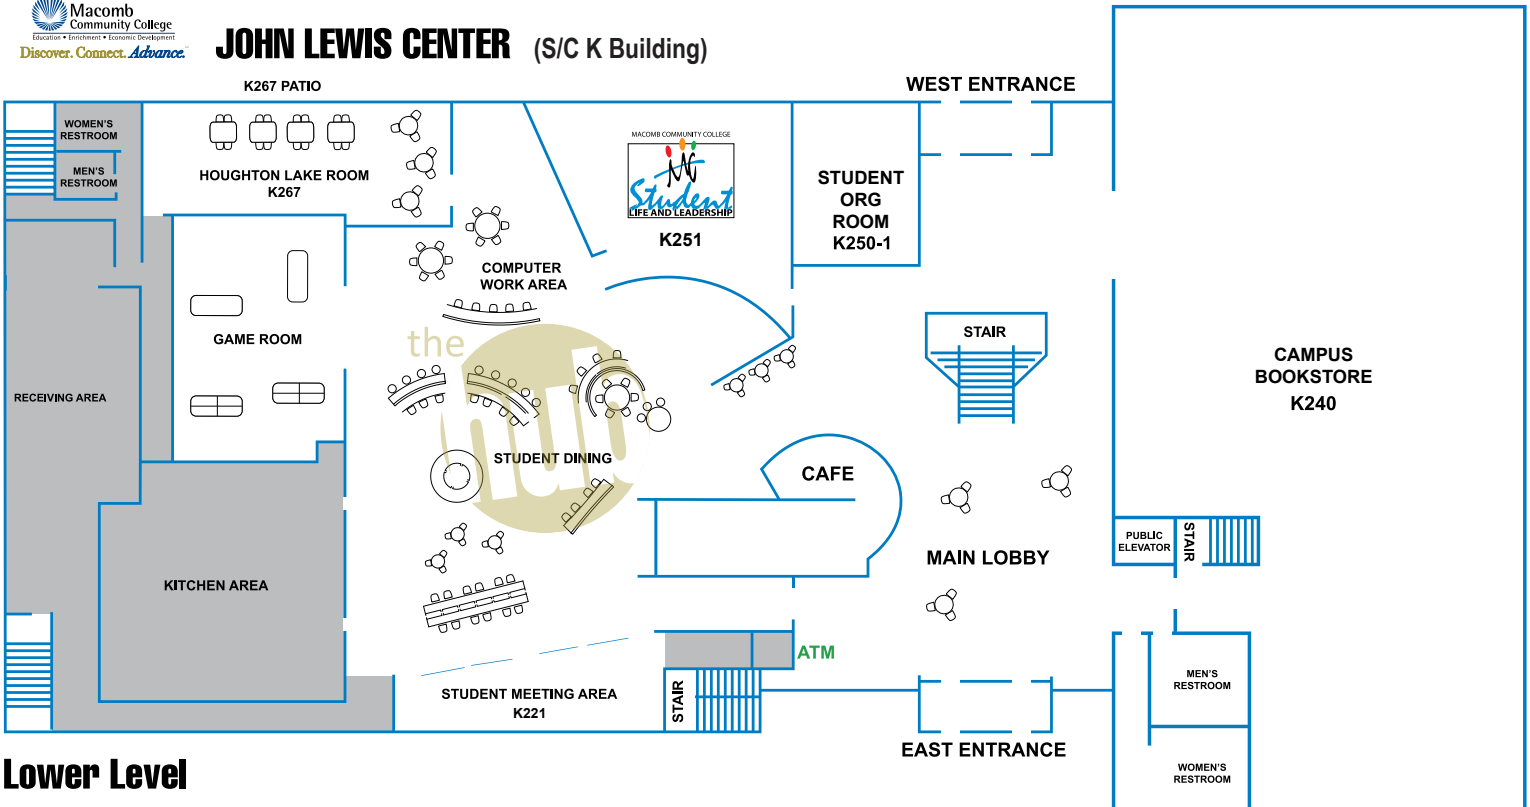 Macomb
Community College
Education • Enrichment • Economic Development
Discover. Connect. Advance.
JOHN LEWIS CENTER (S/C K Building)
K267 PATIO
WEST ENTRANCE
WOMEN'S
RESTROOM
MEN'S
RESTROOM
HOUGHTON LAKE ROOM
K267
MACOMB COMMUNITY COLLEGE
Student
LIFE AND LEADERSHIP
K251
STUDENT
ORG
ROOM
K250-1
COMPUTER
WORK AREA
GAME ROOM
the
hub
STAIR
CAMPUS
BOOKSTORE
K240
RECEIVING AREA
STUDENT DINING
CAFE
PUBLIC
ELEVATOR
STAIR
MAIN LOBBY
KITCHEN AREA
ATM
STUDENT MEETING AREA
K221
STAIR
MEN'S
RESTROOM
EAST ENTRANCE
WOMEN'S
RESTROOM
Lower Level